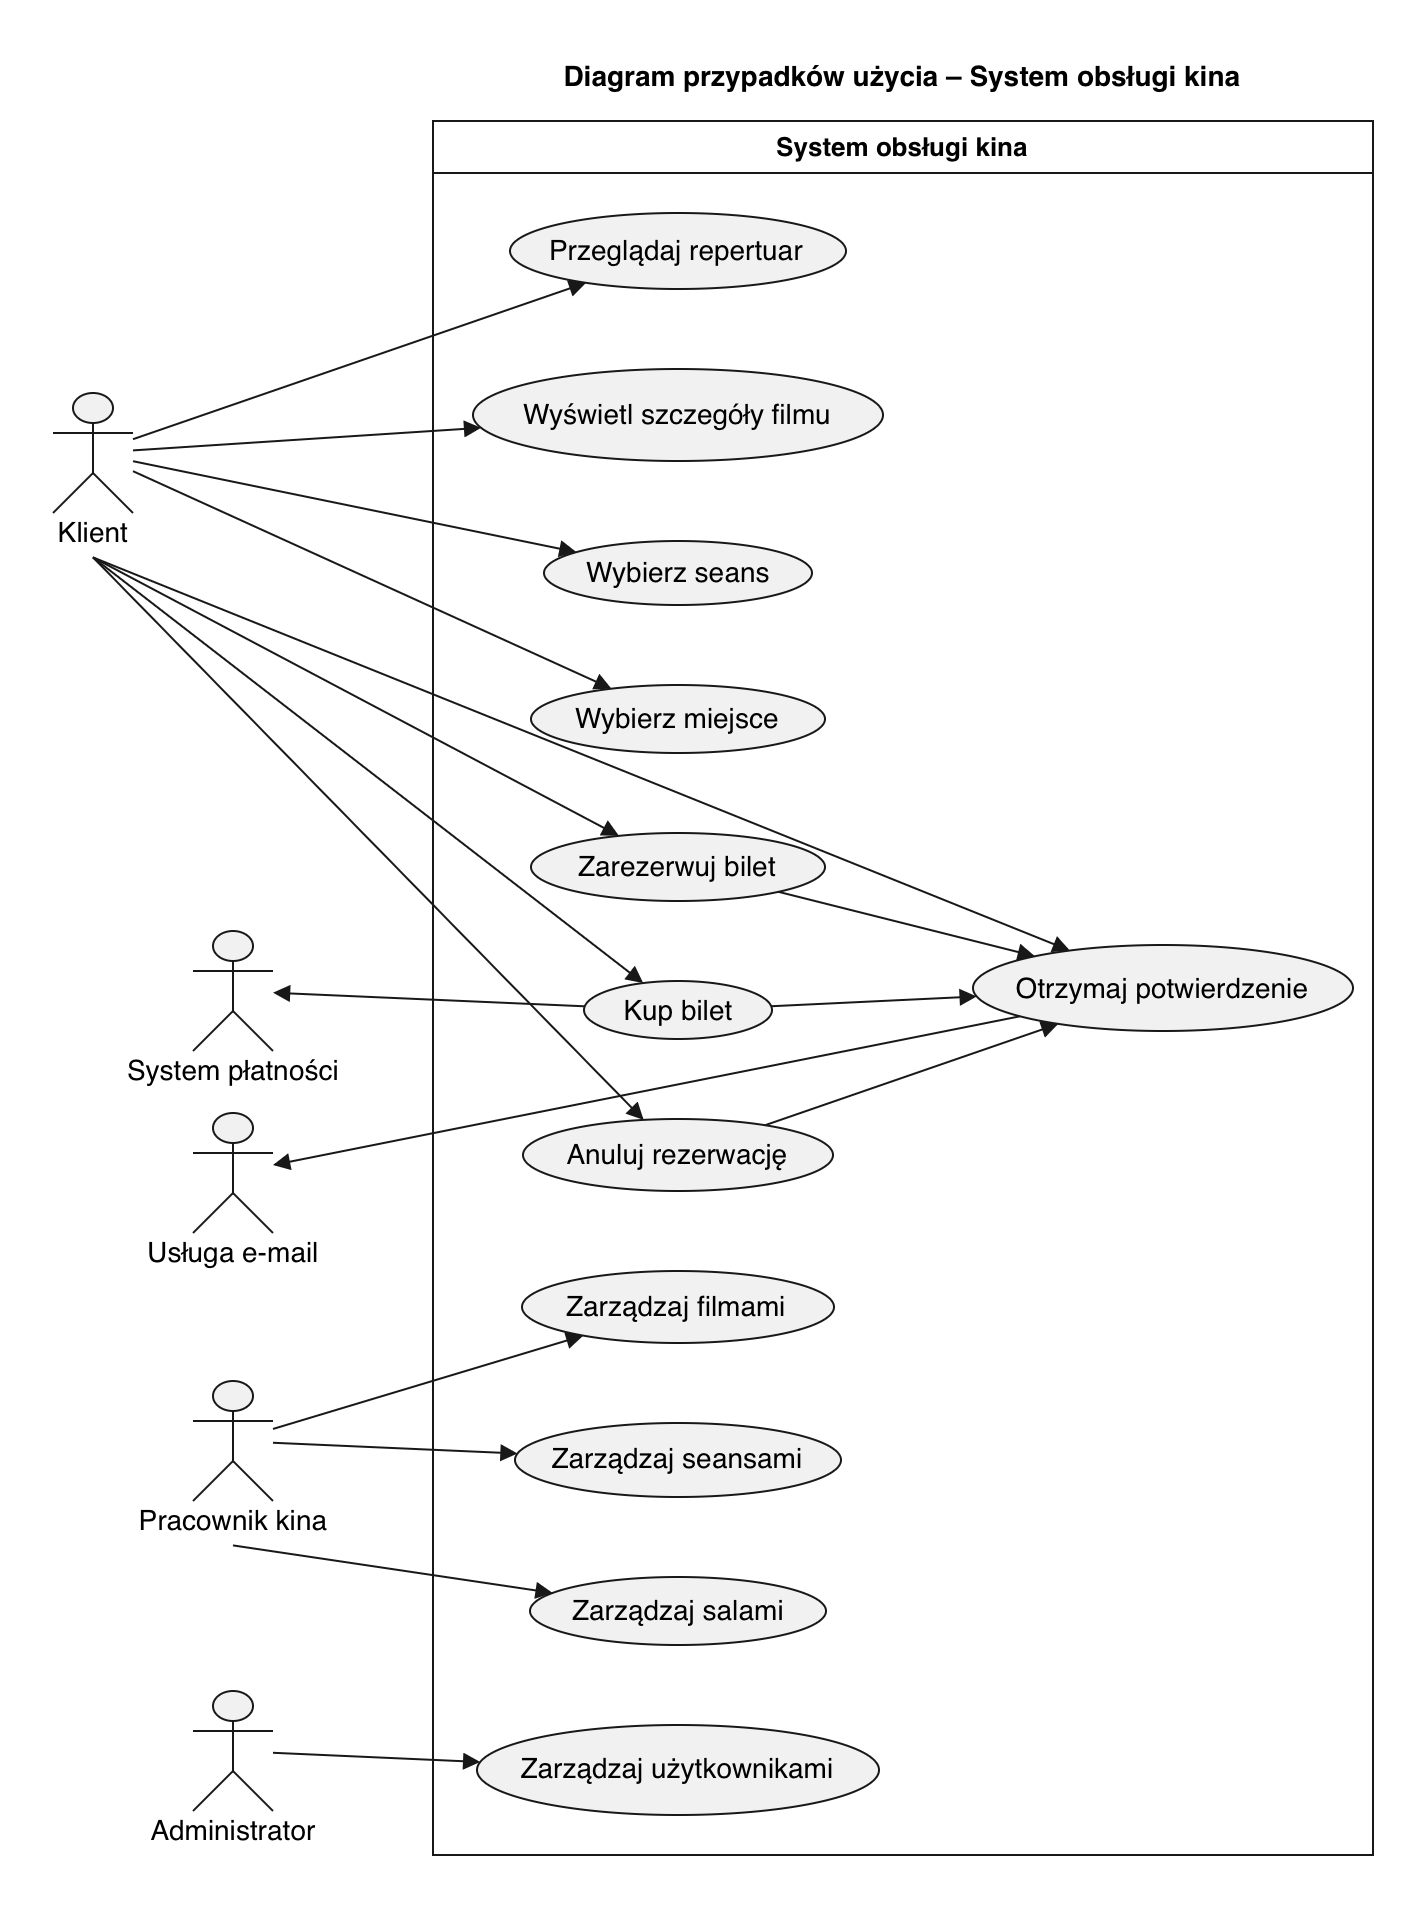 Diagram przypadków użycia – System obsługi kina
System obsługi kina
Przeglądaj repertuar
Wyświetl szczegóły filmu
Klient
Wybierz seans
Wybierz miejsce
Zarezerwuj bilet
Otrzymaj potwierdzenie
Kup bilet
System płatności
Anuluj rezerwację
Usługa e-mail
Zarządzaj filmami
Zarządzaj seansami
Pracownik kina
Zarządzaj salami
Zarządzaj użytkownikami
Administrator